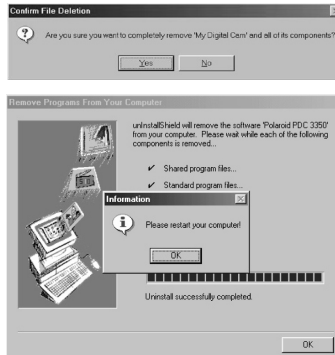 Confirm File Deletion
Are you sure you want to completely remove 'My Digital Cam' and all of its components?
Yes
No
Remove Programs From Your Computer
unInstallShield will remove the software 'Polaroid PDC 3350'
from your computer. Please wait while each of the following
components is removed...
✔ Shared program files...
✔ Standard program files...
Information
Please restart your computer!
OK
Uninstall successfully completed.
OK